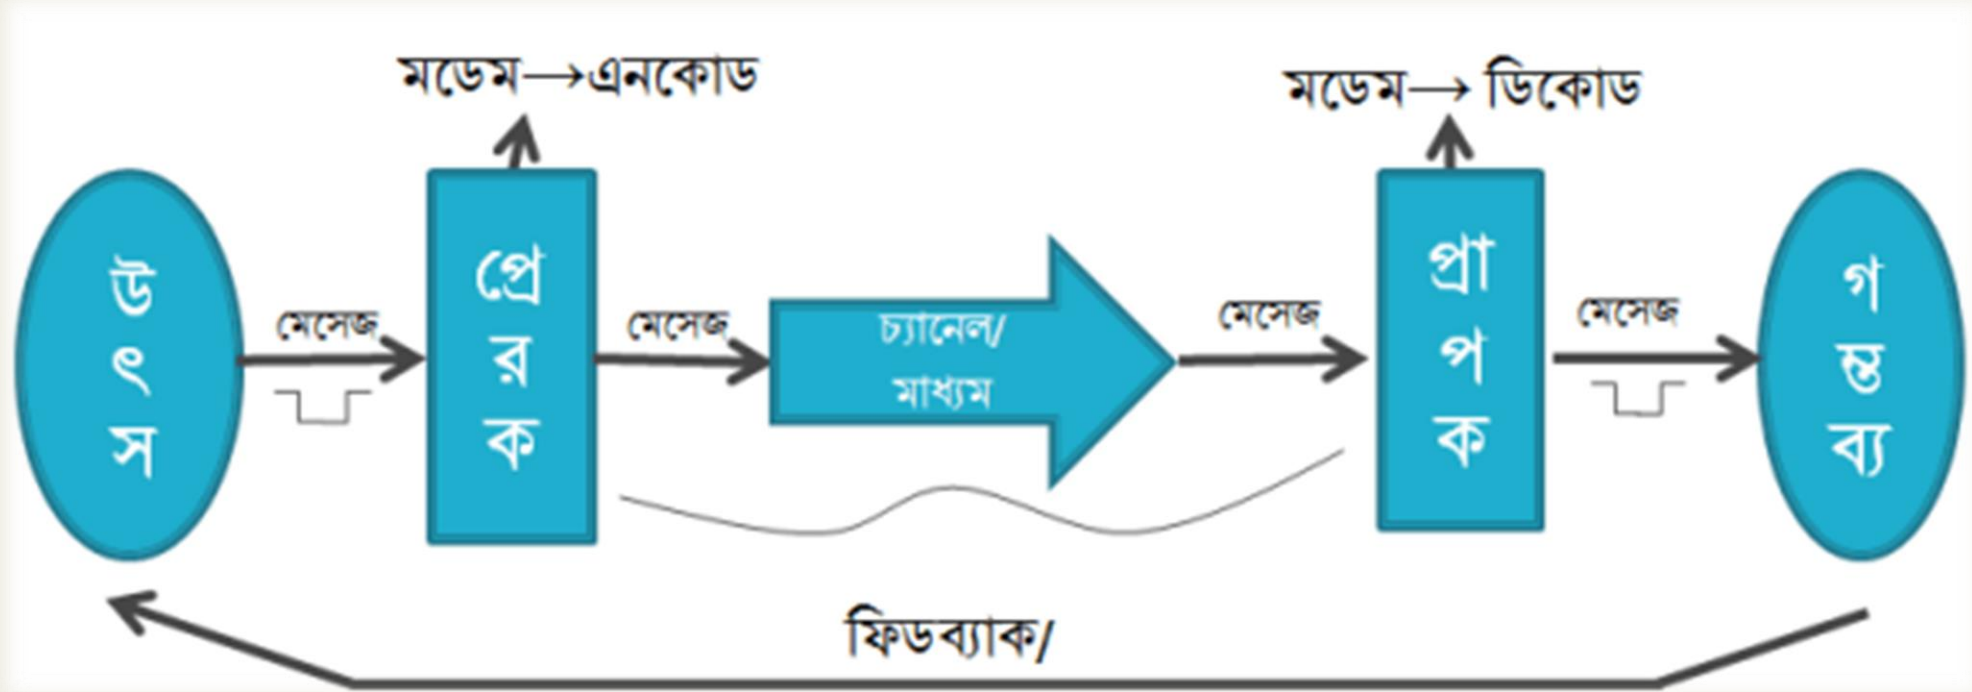 মডেম→এনকোড
মডেম→ ডিকোড
উৎস
মেসেজ
প্রেরক
মেসেজ
চ্যানেল/
মাধ্যম
মেসেজ
প্রাপক
মেসেজ
গন্তব্য
ফিডব্যাক/